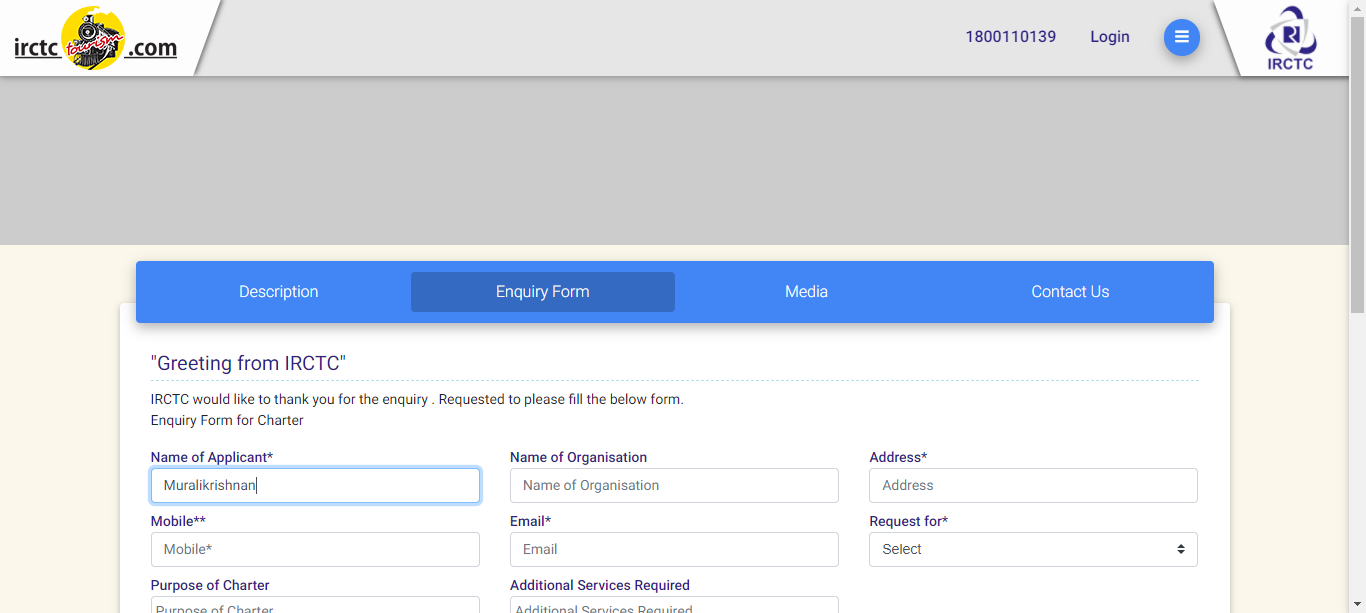 irctc tourism .com
1800110139 Login
IRCTC
Description Enquiry Form Media Contact Us
"Greeting from IRCTC"
IRCTC would like to thank you for the enquiry . Requested to please fill the below form.
Enquiry Form for Charter
Name of Applicant* Name of Organisation Address*
Muralikrishnan Name of Organisation Address
Mobile** Email* Request for*
Mobile* Email Select
Purpose of Charter Additional Services Required
Purpose of Charter Additional Services Required